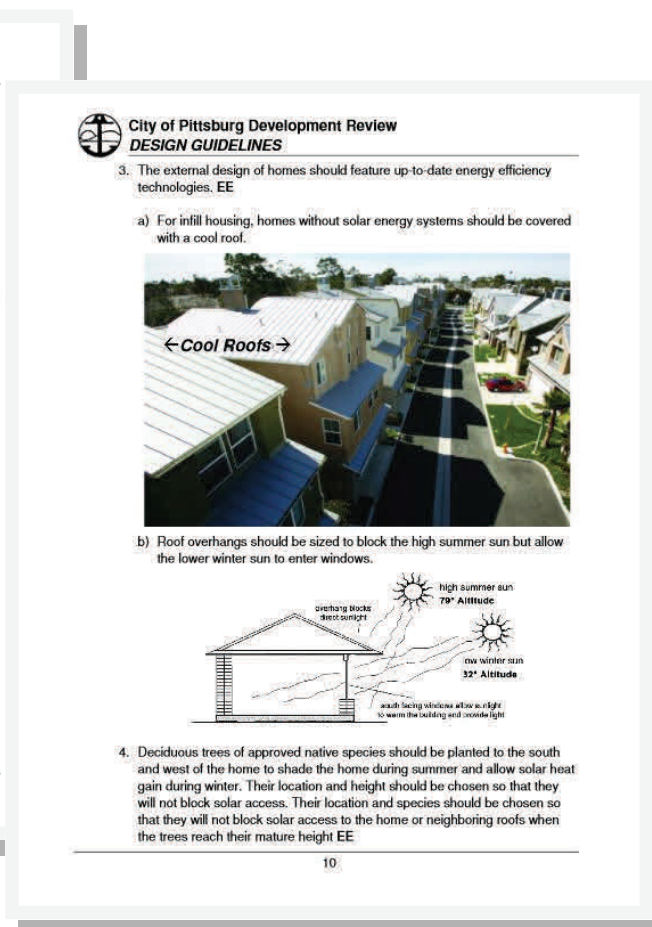 City of Pittsburg Development Review
DESIGN GUIDELINES
3. The external design of homes should feature up-to-date energy efficiency
technologies. EE
a) For infill housing, homes without solar energy systems should be covered
with a cool roof.
←Cool Roofs→
b) Roof overhangs should be sized to block the high summer sun but allow
the lower winter sun to enter windows.
high summer sun
79° Altitude
overhang blocks
direct sunlight
low winter sun
32° Altitude
south facing windows allow sunlight
to warm the building and provide light
4. Deciduous trees of approved native species should be planted to the south
and west of the home to shade the home during summer and allow solar heat
gain during winter. Their location and height should be chosen so that they
will not block solar access. Their location and species should be chosen so
that they will not block solar access to the home or neighboring roofs when
the trees reach their mature height EE
10